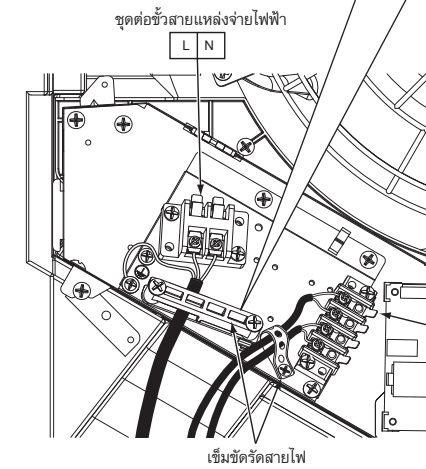 ชุดต่อขั้วสายแหล่งจ่ายไฟฟ้า
L N
เข็มขัดรัดสายไฟ